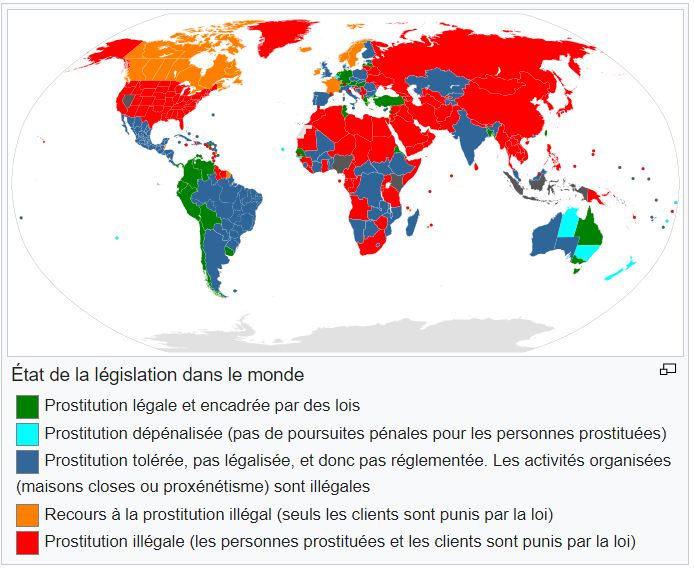 État de la législation dans le monde
Prostitution légale et encadrée par des lois
Prostitution dépénalisée (pas de poursuites pénales pour les personnes prostituées)
Prostitution tolérée, pas légalisée, et donc pas réglementée. Les activités organisées
(maisons closes ou proxénétisme) sont illégales
Recours à la prostitution illégal (seuls les clients sont punis par la loi)
Prostitution illégale (les personnes prostituées et les clients sont punis par la loi)